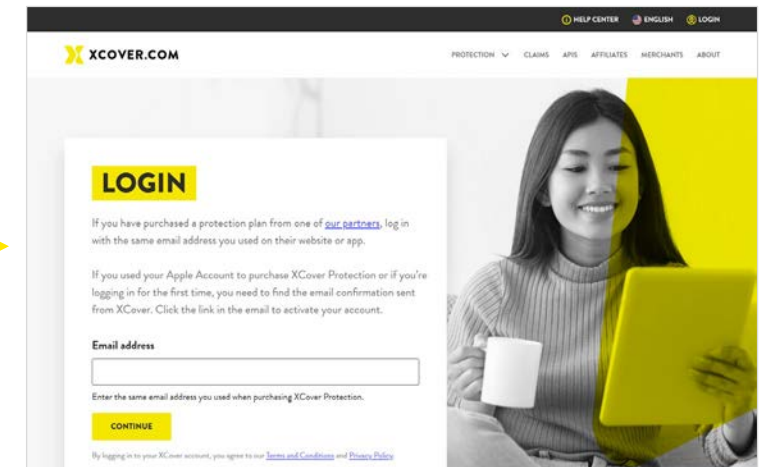 HELP CENTER ENGLISH LOGIN
XCOVER.COM
PROTECTION CLAIMS APIS AFFILIATES MERCHANTS ABOUT
LOGIN
If you have purchased a protection plan from one of our partners, log in
with the same email address you used on their website or app.
If you used your Apple Account to purchase XCover Protection or if you're
logging in for the first time, you need to find the email confirmation sent
from XCover. Click the link in the email to activate your account.
Email address
Enter the same email address you used when purchasing XCover Protection.
CONTINUE
By logging in to your XCover account, you agree to our Terms and Conditions and Privacy Policy.